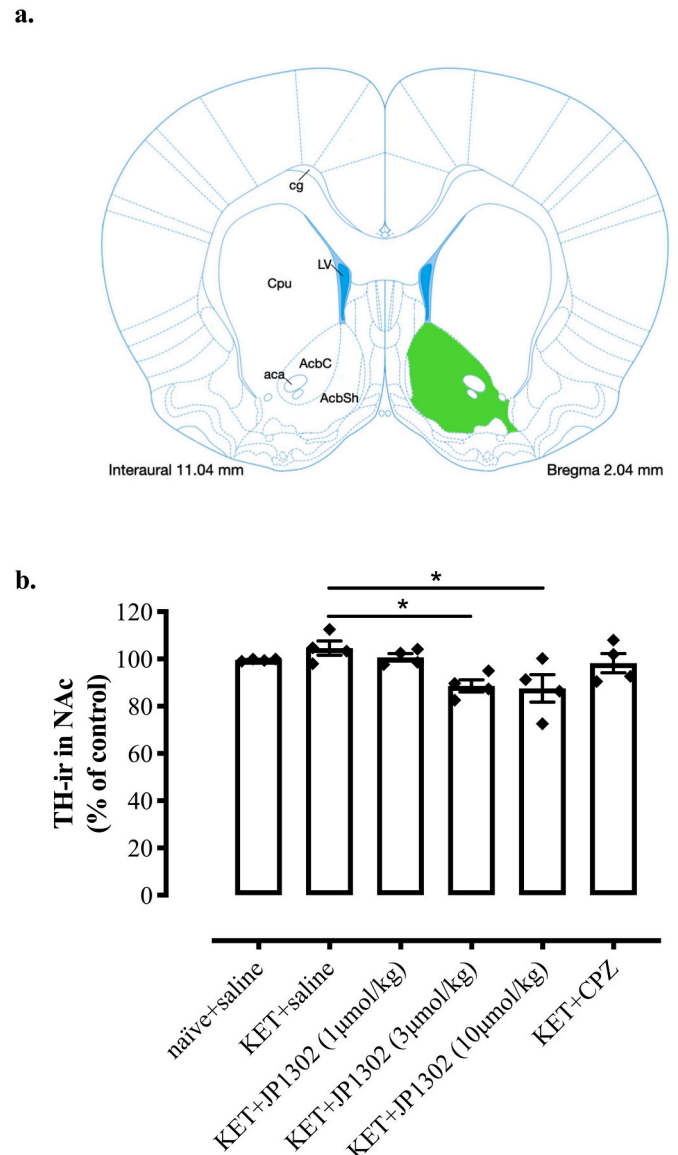 a.
cg
LV
Cpu
AcbC
aca
AcbSh
Interaural 11.04 mm
Bregma 2.04 mm
b.
*
*
TH-ir in NAc
(% of control)
120
100
80
60
40
20
0
naïve+saline
KET+saline
KET+JP1302 (1μmol/kg)
KET+JP1302 (3μmol/kg)
KET+JP1302 (10μmol/kg)
KET+CPZ